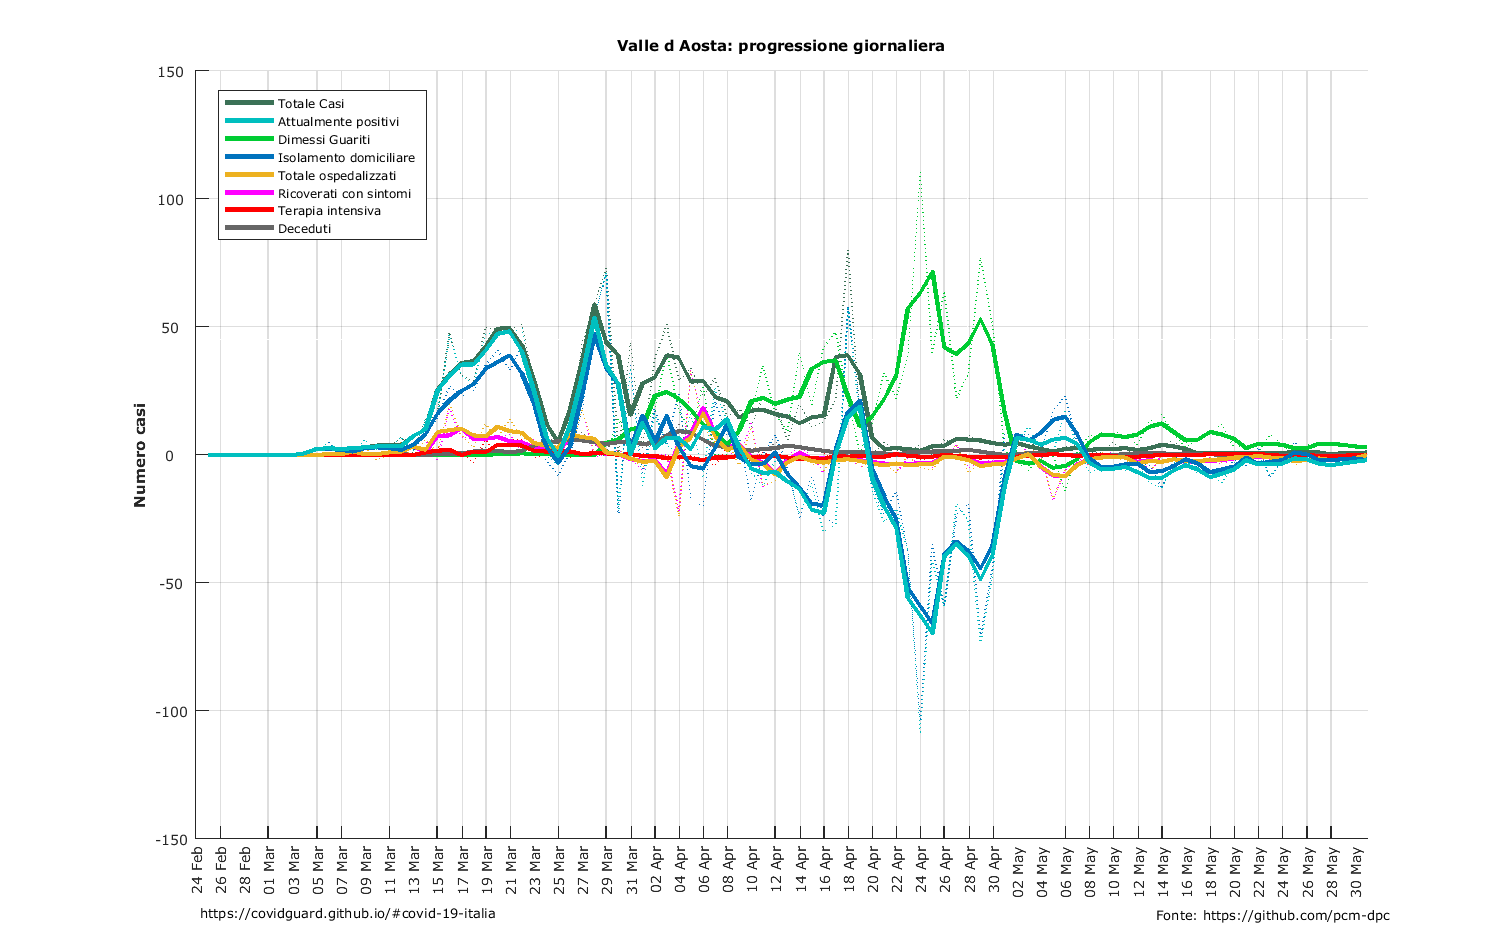 Valle d Aosta: progressione giornaliera
150
100
50
0
-50
-100
-150
Numero casi
Totale Casi
Attualmente positivi
Dimessi Guariti
Isolamento domiciliare
Totale ospedalizzati
Ricoverati con sintomi
Terapia intensiva
Deceduti
24 Feb
26 Feb
28 Feb
01 Mar
03 Mar
05 Mar
07 Mar
09 Mar
11 Mar
13 Mar
15 Mar
17 Mar
19 Mar
21 Mar
23 Mar
25 Mar
27 Mar
29 Mar
31 Mar
02 Apr
04 Apr
06 Apr
08 Apr
10 Apr
12 Apr
14 Apr
16 Apr
18 Apr
20 Apr
22 Apr
24 Apr
26 Apr
28 Apr
30 Apr
02 May
04 May
06 May
08 May
10 May
12 May
14 May
16 May
18 May
20 May
22 May
24 May
26 May
28 May
30 May
https://covidguard.github.io/#covid-19-italia
Fonte: https://github.com/pcm-dpc